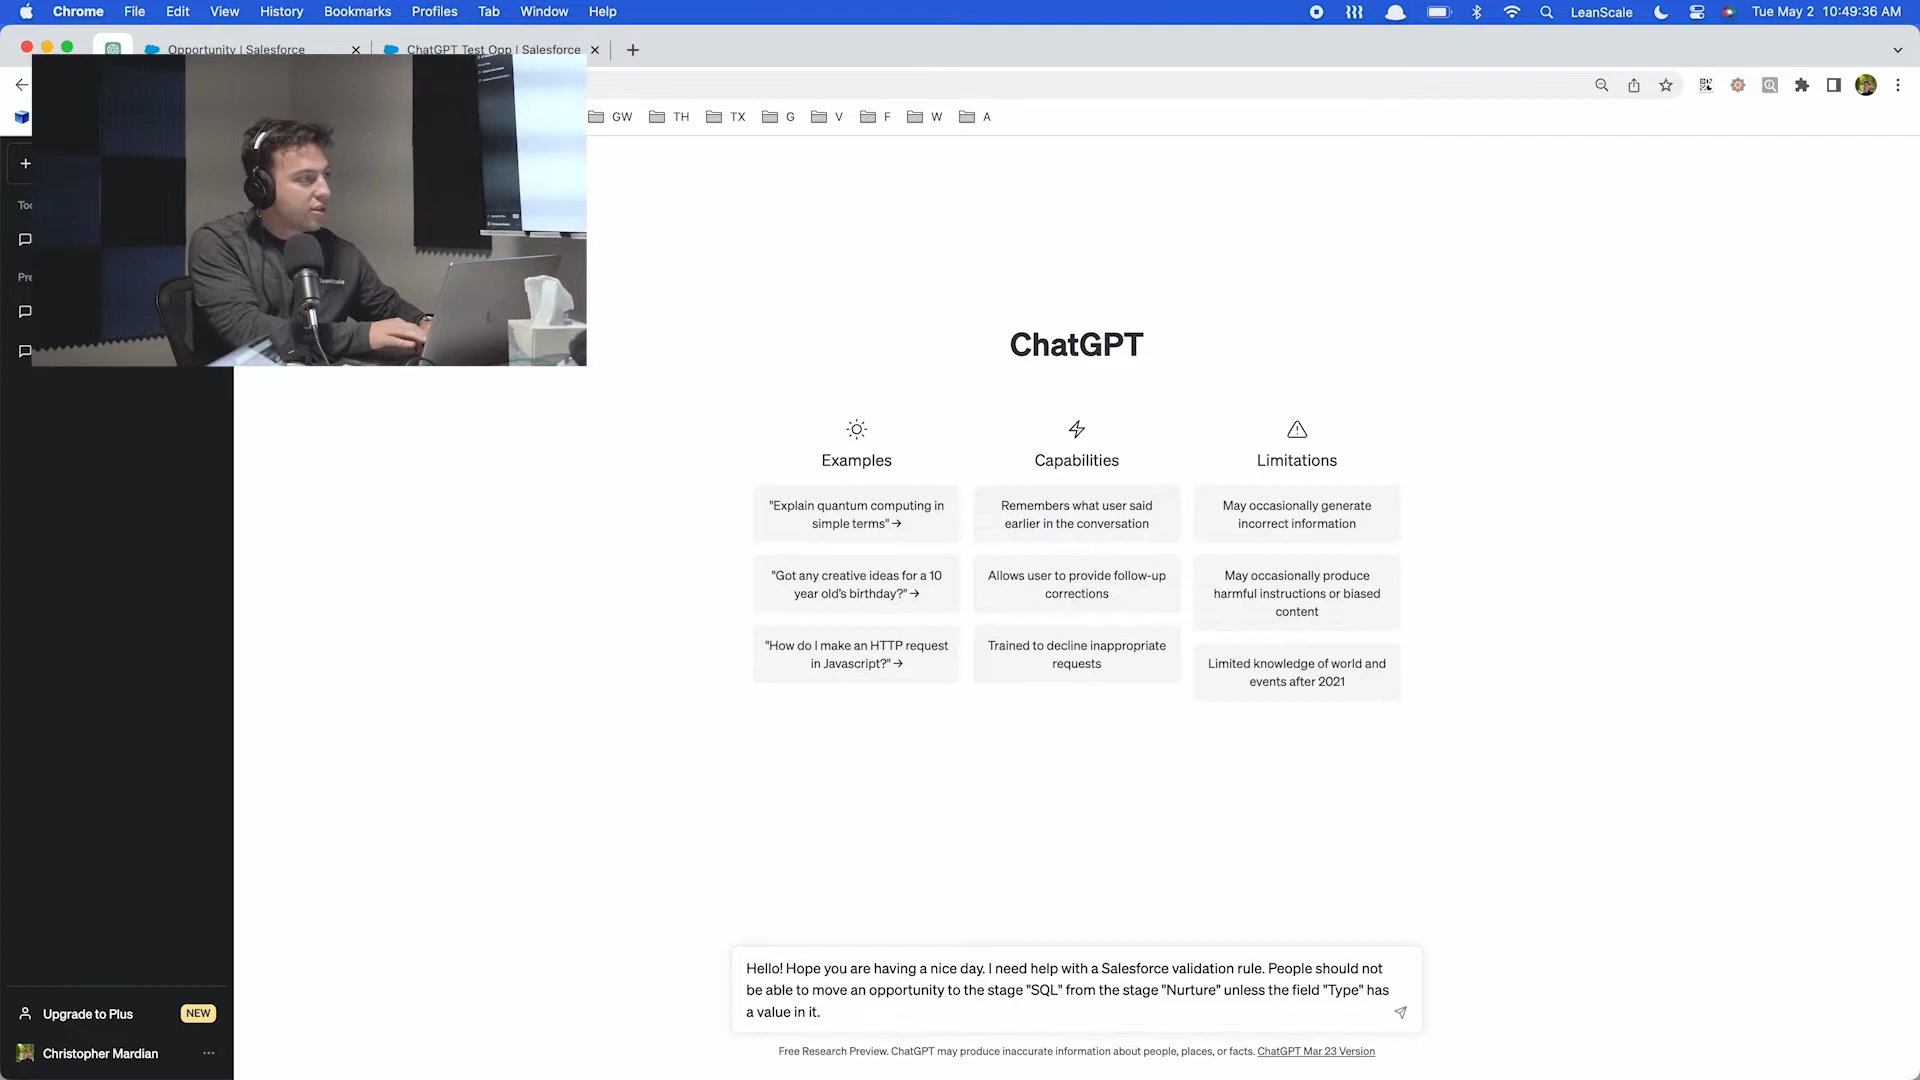 Chrome File Edit View History Bookmarks Profiles Tab Window Help LeanScale Tue May 2 10:49:36 AM
Opportunity | Salesforce ChatGPT Test Opp | Salesforce
GW TH TX G V F W A
ChatGPT
Examples
"Explain quantum computing in
simple terms" →
"Got any creative ideas for a 10
year old's birthday?" →
"How do I make an HTTP request
in Javascript?" →
Capabilities
Remembers what user said
earlier in the conversation
Allows user to provide follow-up
corrections
Trained to decline inappropriate
requests
Limitations
May occasionally generate
incorrect information
May occasionally produce
harmful instructions or biased
content
Limited knowledge of world and
events after 2021
Hello! Hope you are having a nice day. I need help with a Salesforce validation rule. People should not
be able to move an opportunity to the stage "SQL" from the stage "Nurture" unless the field "Type" has
a value in it.
Free Research Preview. ChatGPT may produce inaccurate information about people, places, or facts. ChatGPT Mar 23 Version
Upgrade to Plus NEW
Christopher Mardian